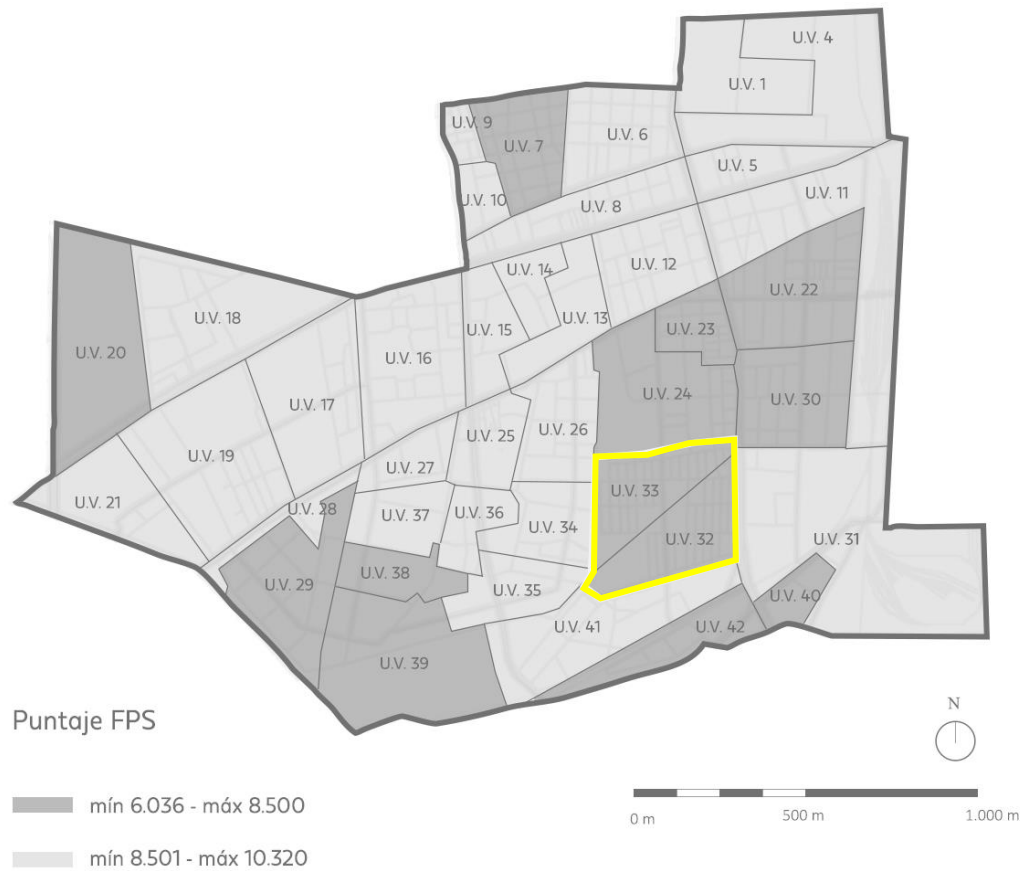 U.V. 4
U.V. 1
U.V. 9
U.V. 7
U.V. 6
U.V. 5
U.V. 10
U.V. 8
U.V. 11
U.V. 14
U.V. 12
U.V. 22
U.V. 18
U.V. 13
U.V. 15
U.V. 23
U.V. 20
U.V. 16
U.V. 24
U.V. 30
U.V. 17
U.V. 26
U.V. 25
U.V. 19
U.V. 27
U.V. 33
U.V. 21
U.V. 28
U.V. 37
U.V. 36
U.V. 34
U.V. 32
U.V. 31
U.V. 38
U.V. 29
U.V. 35
U.V. 40
U.V. 41
U.V. 42
U.V. 39
Puntaje FPS
N
mín 6.036 - máx 8.500
0 m 500 m 1.000 m
mín 8.501 - máx 10.320